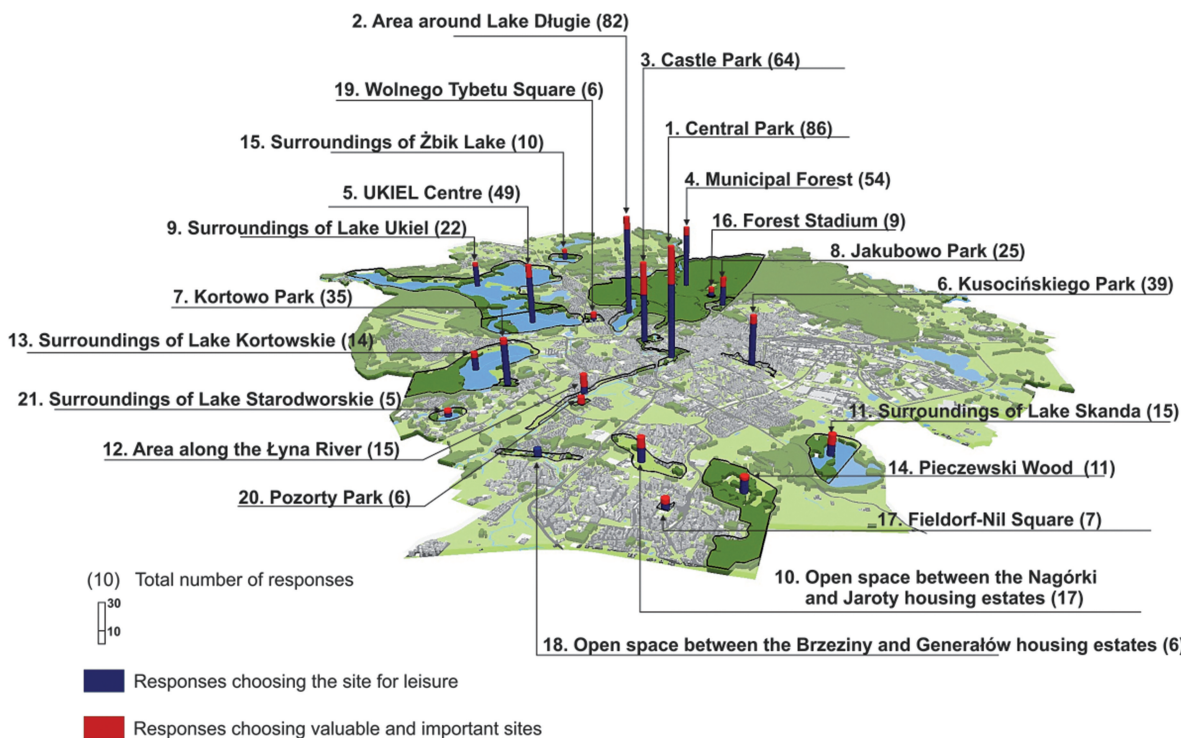 2. Area around Lake Długie (82)
3. Castle Park (64)
19. Wolnego Tybetu Square (6)
1. Central Park (86)
15. Surroundings of Żbik Lake (10)
4. Municipal Forest (54)
5. UKIEL Centre (49)
16. Forest Stadium (9)
9. Surroundings of Lake Ukiel (22)
8. Jakubowo Park (25)
7. Kortowo Park (35)
6. Kusocińskiego Park (39)
13. Surroundings of Lake Kortowskie (14)
21. Surroundings of Lake Starodworskie (5)
11. Surroundings of Lake Skanda (15)
12. Area along the Łyna River (15)
14. Pieczewski Wood (11)
20. Pozorty Park (6)
17. Fieldorf-Nil Square (7)
10. Open space between the Nagórki
and Jaroty housing estates (17)
18. Open space between the Brzeziny and Generałów housing estates (6)
(10) Total number of responses
30
10
Responses choosing the site for leisure
Responses choosing valuable and important sites